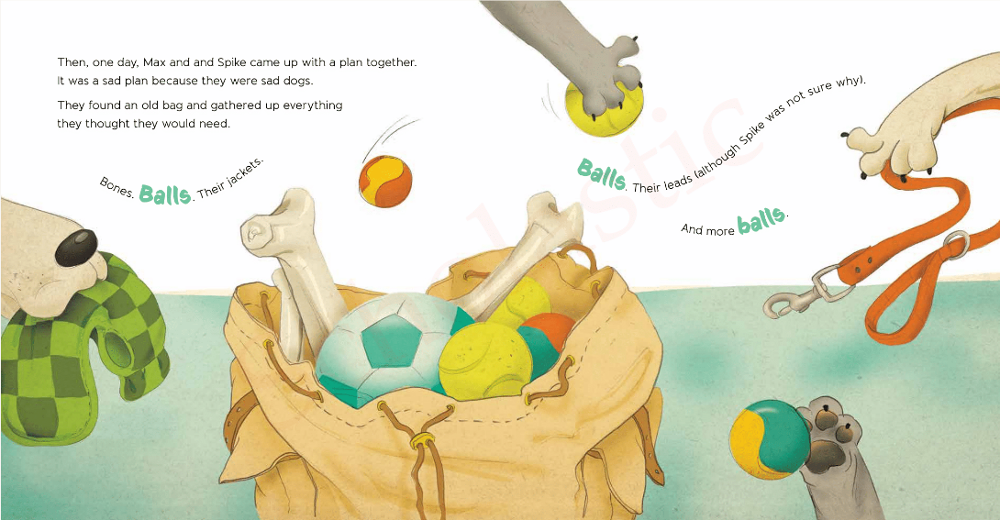 Then, one day, Max and and Spike came up with a plan together.
It was a sad plan because they were sad dogs.
They found an old bag and gathered up everything
they thought they would need.
Bones. Balls. Their jackets.
Balls. Their leads (although Spike was not sure why).
And more balls.